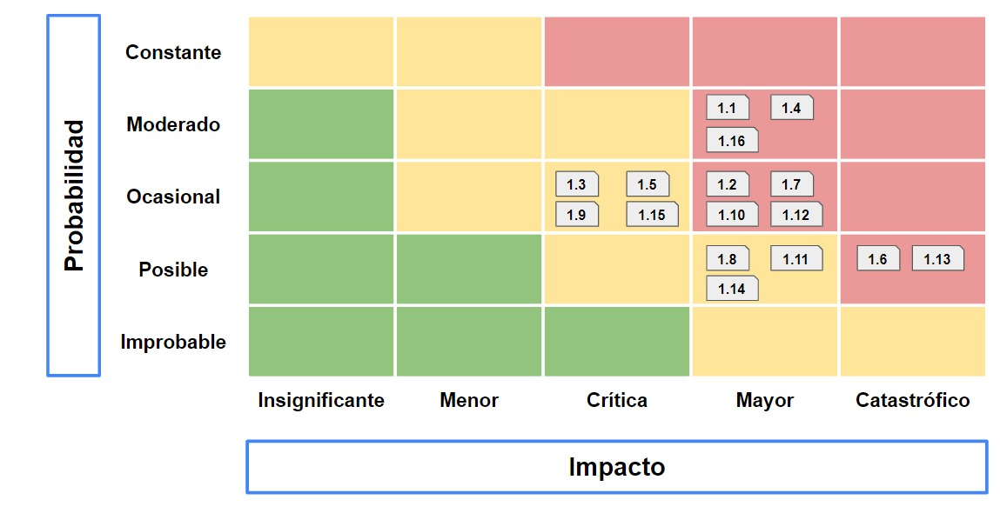 Probabilidad
Constante
Moderado
1.1 1.4
1.16
Ocasional
1.3 1.5 1.2 1.7
1.9 1.15 1.10 1.12
Posible
1.8 1.11 1.6 1.13
1.14
Improbable
Insignificante Menor Crítica Mayor Catastrófico
Impacto